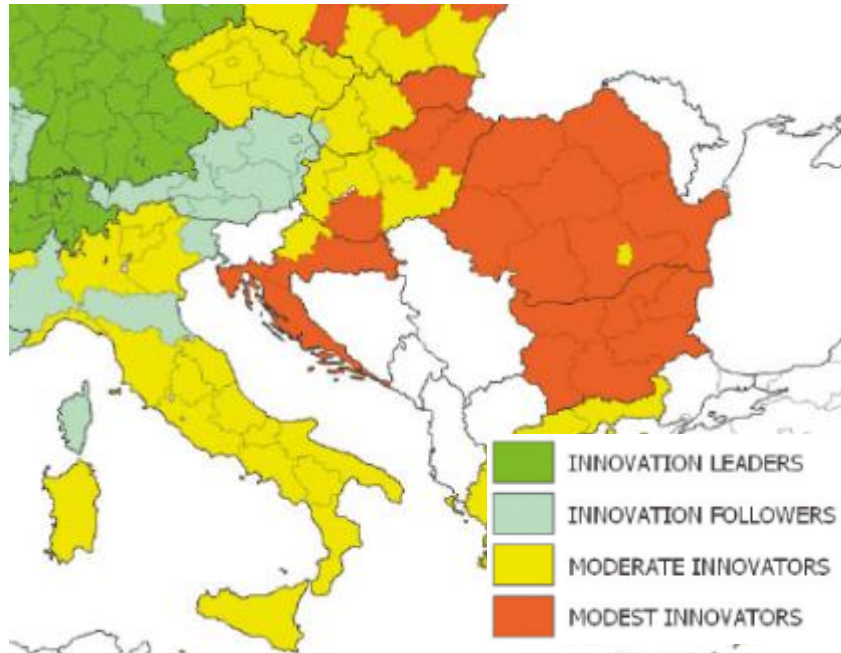 INNOVATION LEADERS
INNOVATION FOLLOWERS
MODERATE INNOVATORS
MODEST INNOVATORS